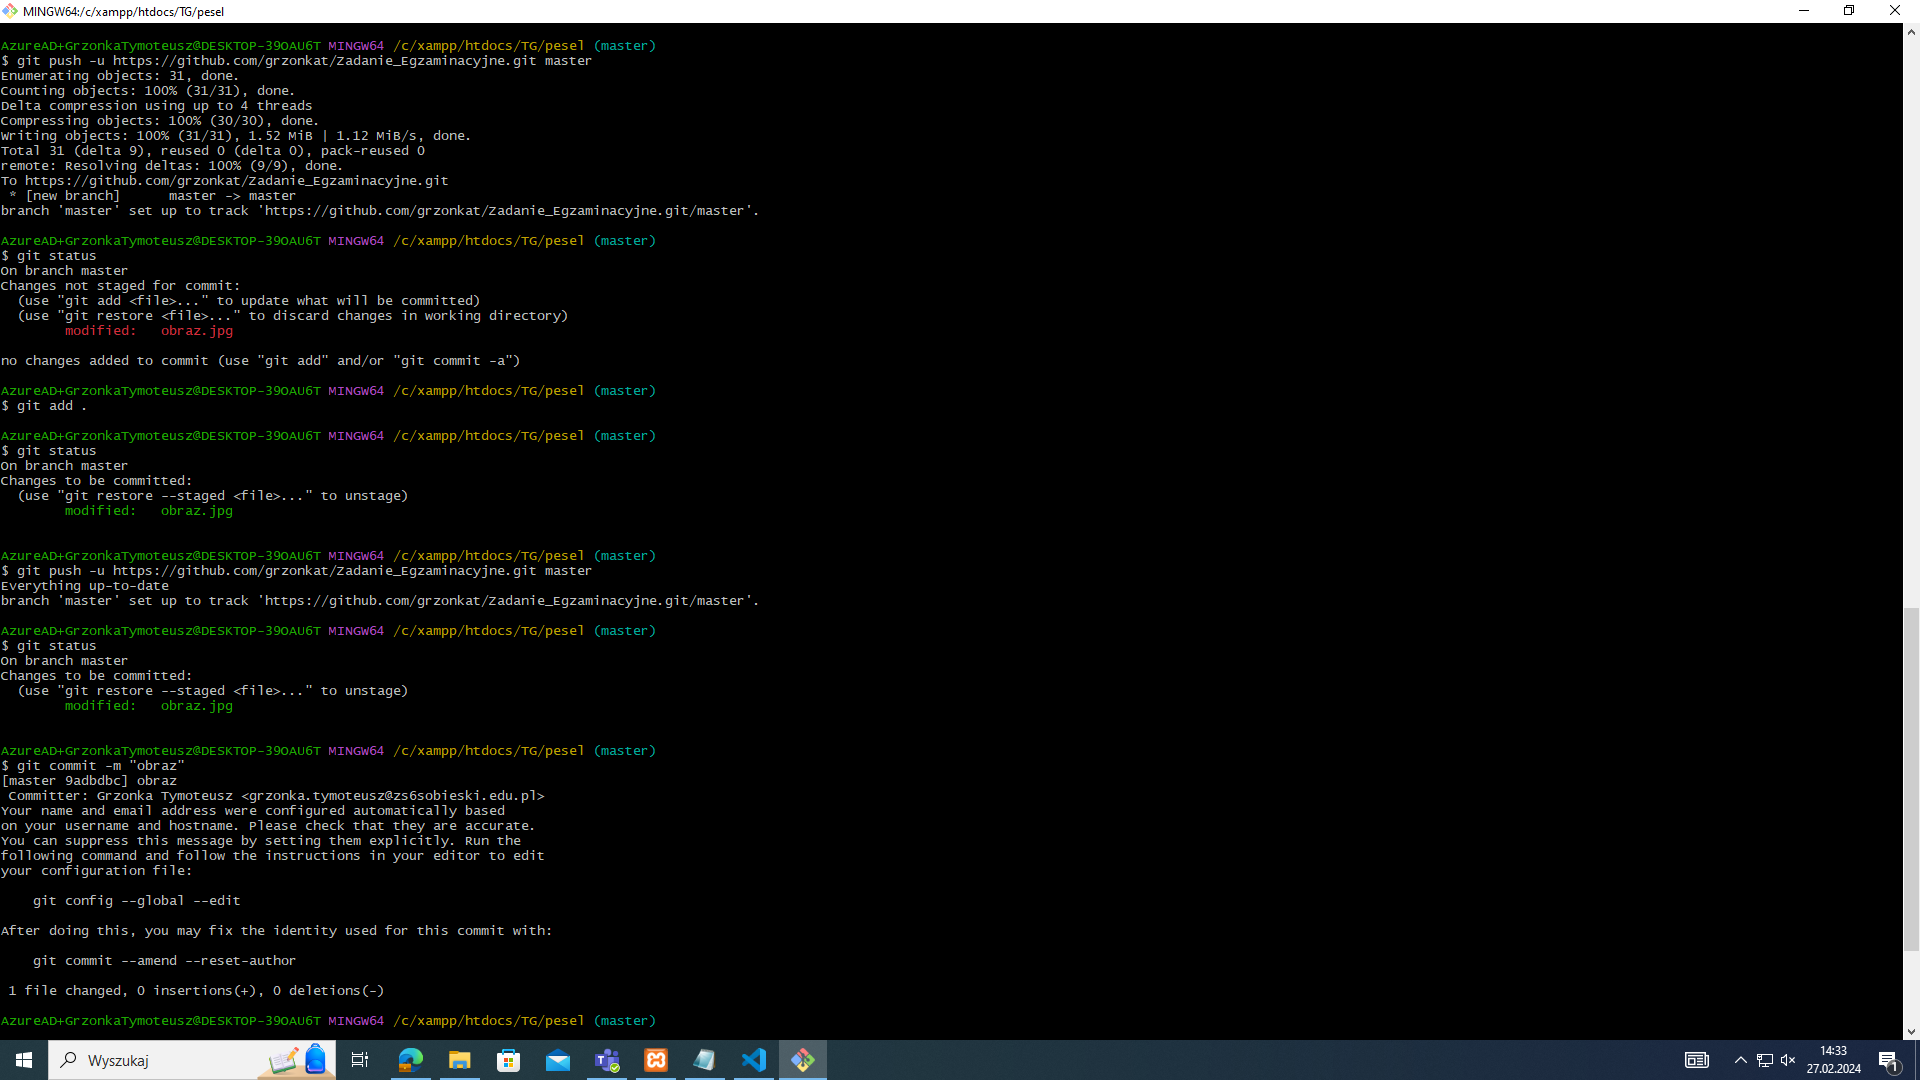 MINGW64:/c/xampp/htdocs/TG/pesel
AzureAD+GrzonkaTymoteusz@DESKTOP-39OAU6T MINGW64 /c/xampp/htdocs/TG/pesel (master)
$ git push -u https://github.com/grzonkat/Zadanie_Egzaminacyjne.git master
Enumerating objects: 31, done.
Counting objects: 100% (31/31), done.
Delta compression using up to 4 threads
Compressing objects: 100% (30/30), done.
Writing objects: 100% (31/31), 1.52 MiB | 1.12 MiB/s, done.
Total 31 (delta 9), reused 0 (delta 0), pack-reused 0
remote: Resolving deltas: 100% (9/9), done.
To https://github.com/grzonkat/Zadanie_Egzaminacyjne.git
 * [new branch]      master -> master
branch 'master' set up to track 'https://github.com/grzonkat/Zadanie_Egzaminacyjne.git/master'.
AzureAD+GrzonkaTymoteusz@DESKTOP-39OAU6T MINGW64 /c/xampp/htdocs/TG/pesel (master)
$ git status
On branch master
Changes not staged for commit:
  (use "git add <file>..." to update what will be committed)
  (use "git restore <file>..." to discard changes in working directory)
        modified:   obraz.jpg
no changes added to commit (use "git add" and/or "git commit -a")
AzureAD+GrzonkaTymoteusz@DESKTOP-39OAU6T MINGW64 /c/xampp/htdocs/TG/pesel (master)
$ git add .
AzureAD+GrzonkaTymoteusz@DESKTOP-39OAU6T MINGW64 /c/xampp/htdocs/TG/pesel (master)
$ git status
On branch master
Changes to be committed:
  (use "git restore --staged <file>..." to unstage)
        modified:   obraz.jpg
AzureAD+GrzonkaTymoteusz@DESKTOP-39OAU6T MINGW64 /c/xampp/htdocs/TG/pesel (master)
$ git push -u https://github.com/grzonkat/Zadanie_Egzaminacyjne.git master
Everything up-to-date
branch 'master' set up to track 'https://github.com/grzonkat/Zadanie_Egzaminacyjne.git/master'.
AzureAD+GrzonkaTymoteusz@DESKTOP-39OAU6T MINGW64 /c/xampp/htdocs/TG/pesel (master)
$ git status
On branch master
Changes to be committed:
  (use "git restore --staged <file>..." to unstage)
        modified:   obraz.jpg
AzureAD+GrzonkaTymoteusz@DESKTOP-39OAU6T MINGW64 /c/xampp/htdocs/TG/pesel (master)
$ git commit -m "obraz"
[master 9adbdbc] obraz
 Committer: Grzonka Tymoteusz <grzonka.tymoteusz@zs6sobieski.edu.pl>
Your name and email address were configured automatically based
on your username and hostname. Please check that they are accurate.
You can suppress this message by setting them explicitly. Run the
following command and follow the instructions in your editor to edit
your configuration file:
    git config --global --edit
After doing this, you may fix the identity used for this commit with:
    git commit --amend --reset-author
 1 file changed, 0 insertions(+), 0 deletions(-)
AzureAD+GrzonkaTymoteusz@DESKTOP-39OAU6T MINGW64 /c/xampp/htdocs/TG/pesel (master)
Wyszukaj
14:33
27.02.2024
1